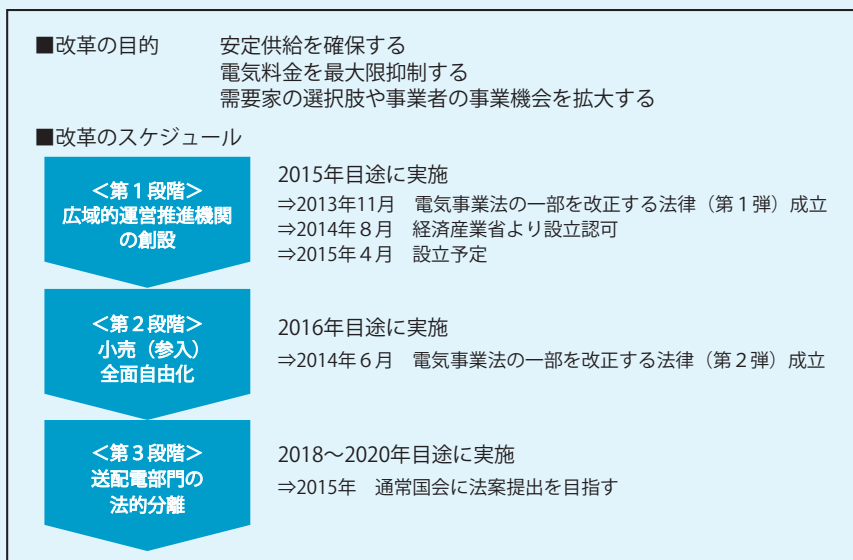 ■改革の目的　安定供給を確保する
電気料金を最大限抑制する
需要家の選択肢や事業者の事業機会を拡大する
■改革のスケジュール
＜第１段階＞
広域的運営推進機関
の創設
2015年目途に実施
⇒2013年11月　電気事業法の一部を改正する法律（第１弾）成立
⇒2014年８月　経済産業省より設立認可
⇒2015年４月　設立予定
＜第２段階＞
小売（参入）
全面自由化
2016年目途に実施
⇒2014年６月　電気事業法の一部を改正する法律（第２弾）成立
＜第３段階＞
送配電部門の
法的分離
2018～2020年目途に実施
⇒2015年　通常国会に法案提出を目指す